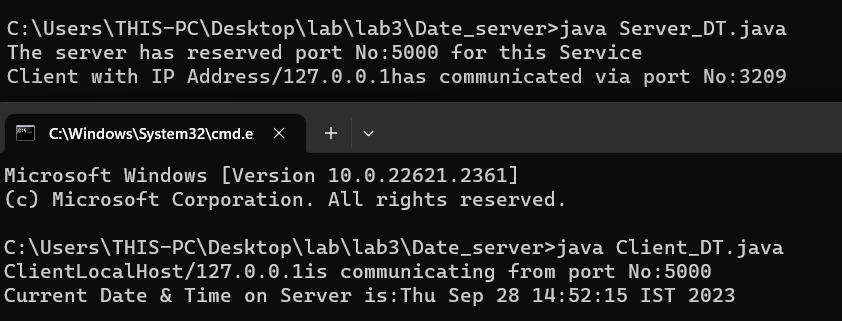 C:\Users\THIS-PC\Desktop\lab\lab3\Date_server>java Server_DT.java
The server has reserved port No:5000 for this Service
Client with IP Address/127.0.0.1has communicated via port No:3209
C:\Windows\System32\cmd.e
Microsoft Windows [Version 10.0.22621.2361]
(c) Microsoft Corporation. All rights reserved.
C:\Users\THIS-PC\Desktop\lab\lab3\Date_server>java Client_DT.java
ClientLocalHost/127.0.0.1is communicating from port No:5000
Current Date & Time on Server is:Thu Sep 28 14:52:15 IST 2023